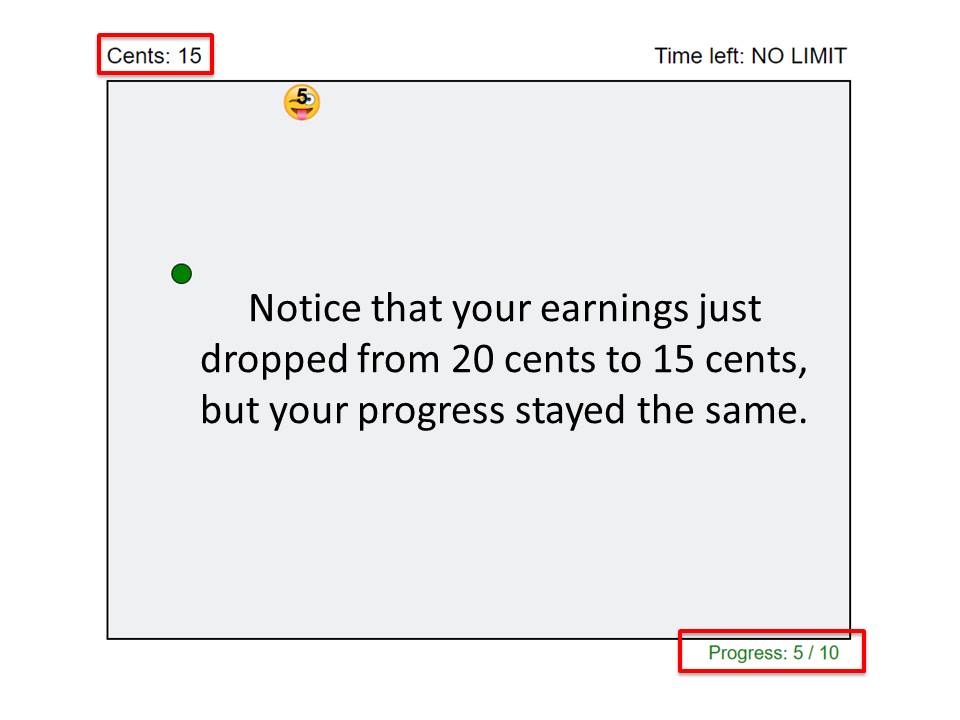 Cents: 15
Time left: NO LIMIT
5
Notice that your earnings just
dropped from 20 cents to 15 cents,
but your progress stayed the same.
Progress: 5 / 10